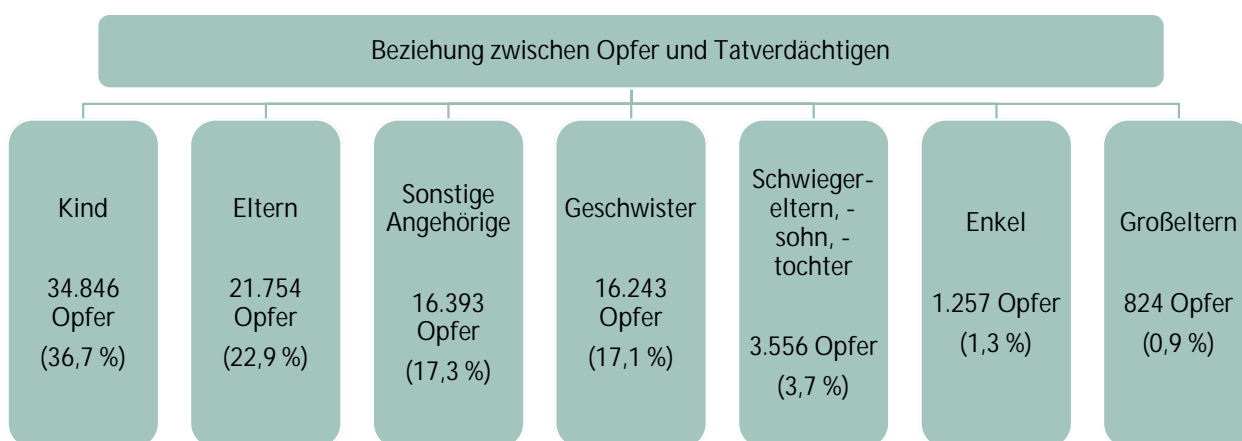 Beziehung zwischen Opfer und Tatverdächtigen
Kind
34.846
Opfer
(36,7 %)
Eltern
21.754
Opfer
(22,9 %)
Sonstige
Angehörige
16.393
Opfer
(17,3 %)
Geschwister
16.243
Opfer
(17,1 %)
Schwieger-
eltern, -
sohn, -
tochter
3.556 Opfer
(3,7 %)
Enkel
1.257 Opfer
(1,3 %)
Großeltern
824 Opfer
(0,9 %)